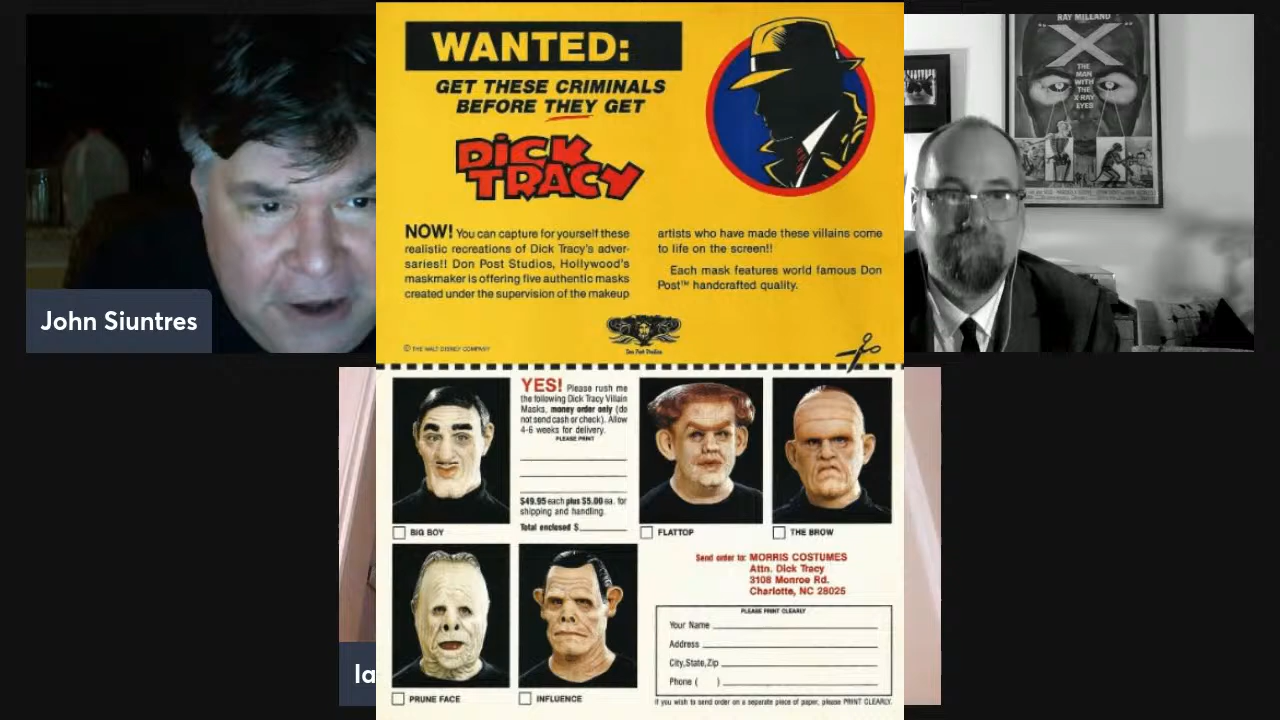 WANTED:
GET THESE CRIMINALS
BEFORE THEY GET
DiCK
TRACY
NOW! You can capture for yourself these
realistic recreations of Dick Tracy's adver-
saries!! Don Post Studios, Hollywood's
maskmaker is offering five authentic masks
created under the supervision of the makeup
artists who have made these villains come
to life on the screen!!
Each mask features world famous Don
Post™ handcrafted quality.
Don Post Studios
© THE WALT DISNEY COMPANY
YES! Please rush me
the following Dick Tracy Villain
Masks, money order only (do
not send cash or check). Allow
4-6 weeks for delivery.
PLEASE PRINT
$49.95 each plus $5.00 ea. for
shipping and handling.
Total enclosed $
BIG BOY
FLATTOP
THE BROW
PRUNE FACE
INFLUENCE
Send order to: MORRIS COSTUMES
Attn. Dick Tracy
3108 Monroe Rd.
Charlotte, NC 28025
PLEASE PRINT CLEARLY
Your Name
Address
City,State,Zip
Phone ( )
If you wish to send order on a separate piece of paper, please PRINT CLEARLY.
John Siuntres
Ia
RAY MILLAND
X
THE
MAN
WITH
THE
X-RAY
EYES